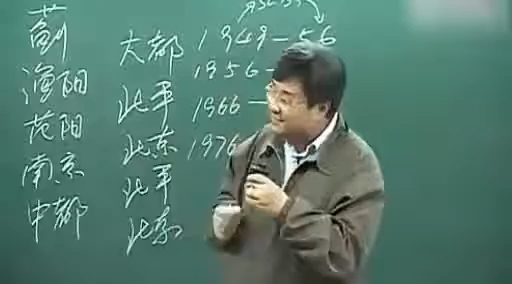 蓟
渔阳
范阳
南京
中都
大都
北平
北京
北平
北京
1949-56
1956-
1966-
1976